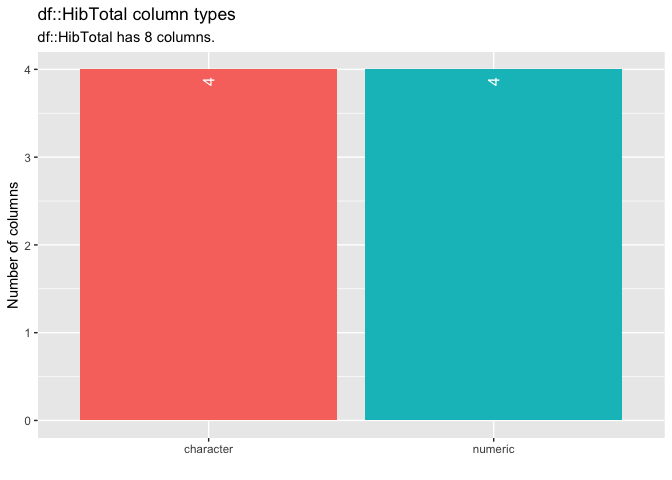 df::HibTotal column types
df::HibTotal has 8 columns.
Number of columns
4
3
2
1
0
4
4
character
numeric